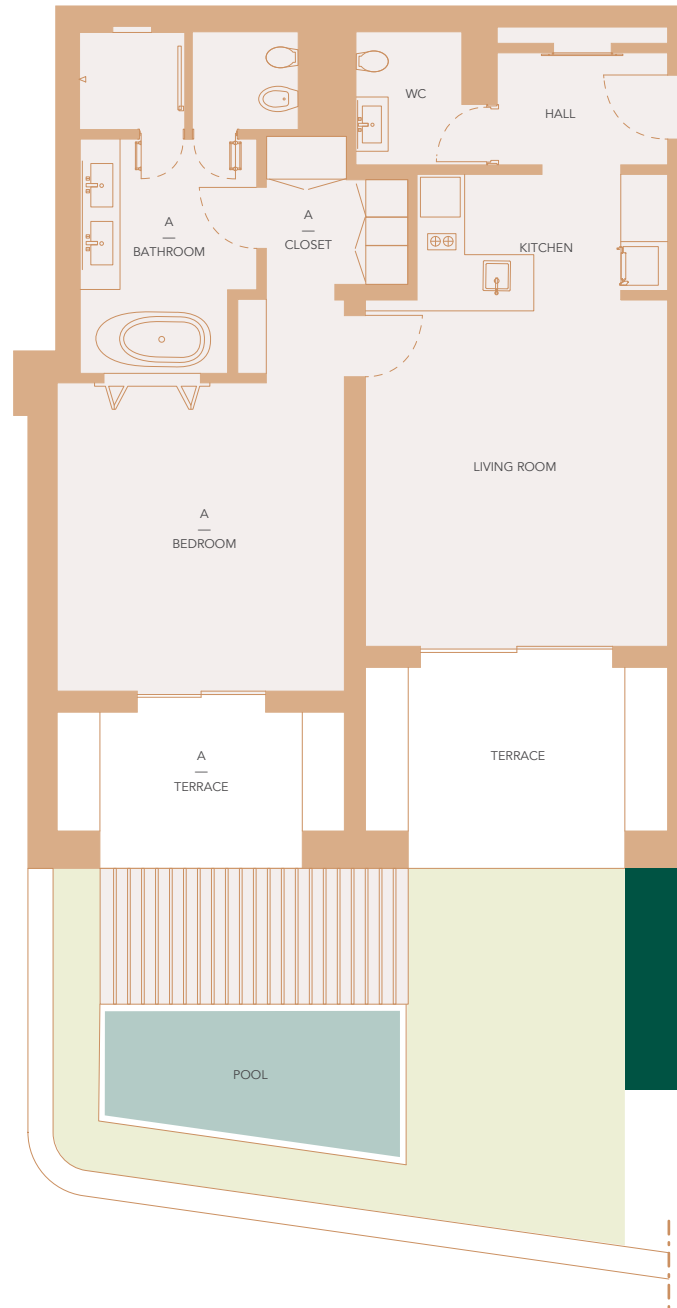 WC
HALL
A
BATHROOM
A
CLOSET
KITCHEN
LIVING ROOM
A
BEDROOM
A
TERRACE
TERRACE
POOL